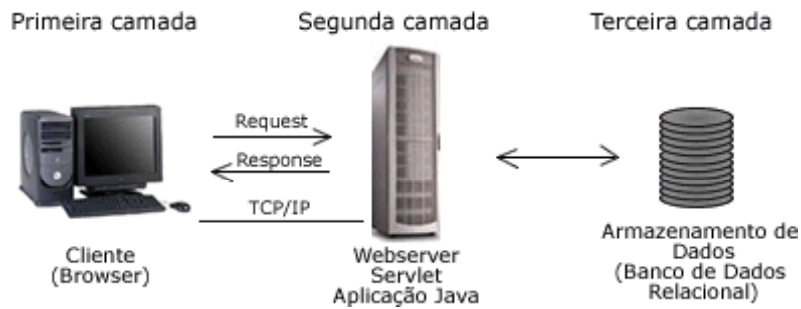 Primeira camada
Segunda camada
Terceira camada
Request
Response
TCP/IP
Cliente
(Browser)
Webserver
Servlet
Aplicação Java
Armazenamento de
Dados
(Banco de Dados
Relacional)